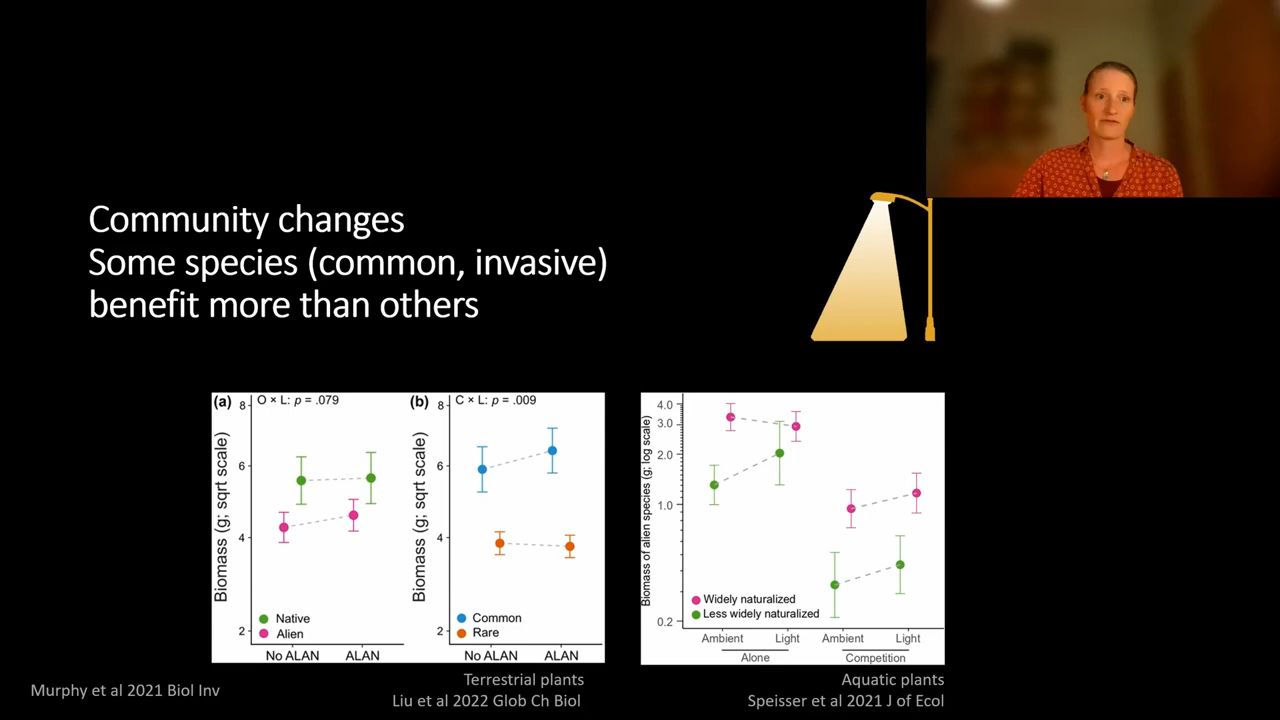 Community changes
Some species (common, invasive)
benefit more than others
(a) O × L: p = .079
8
6
4
2
Biomass (g; sqrt scale)
Native
Alien
No ALAN ALAN
(b) C × L: p = .009
8
6
4
2
Biomass (g; sqrt scale)
Common
Rare
No ALAN ALAN
4.0
3.0
2.0
1.0
0.2
Biomass of alien species (g; log scale)
Widely naturalized
Less widely naturalized
Ambient Light Ambient Light
Alone Competition
Murphy et al 2021 Biol Inv
Terrestrial plants
Liu et al 2022 Glob Ch Biol
Aquatic plants
Speisser et al 2021 J of Ecol